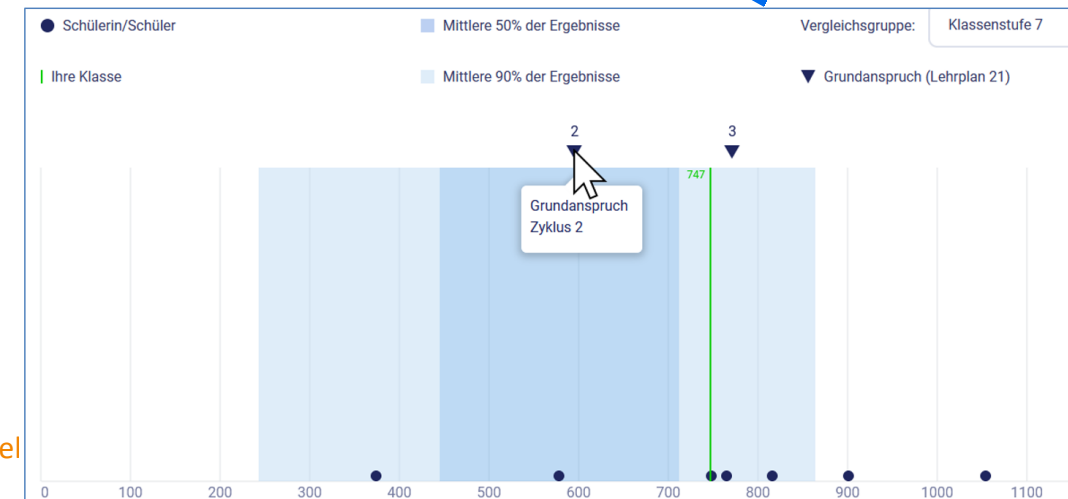 Schülerin/Schüler
Mittlere 50% der Ergebnisse
Vergleichsgruppe:
Klassenstufe 7
Ihre Klasse
Mittlere 90% der Ergebnisse
Grundanspruch (Lehrplan 21)
2
3
747
Grundanspruch
Zyklus 2
el
0 100 200 300 400 500 600 700 800 900 1000 1100